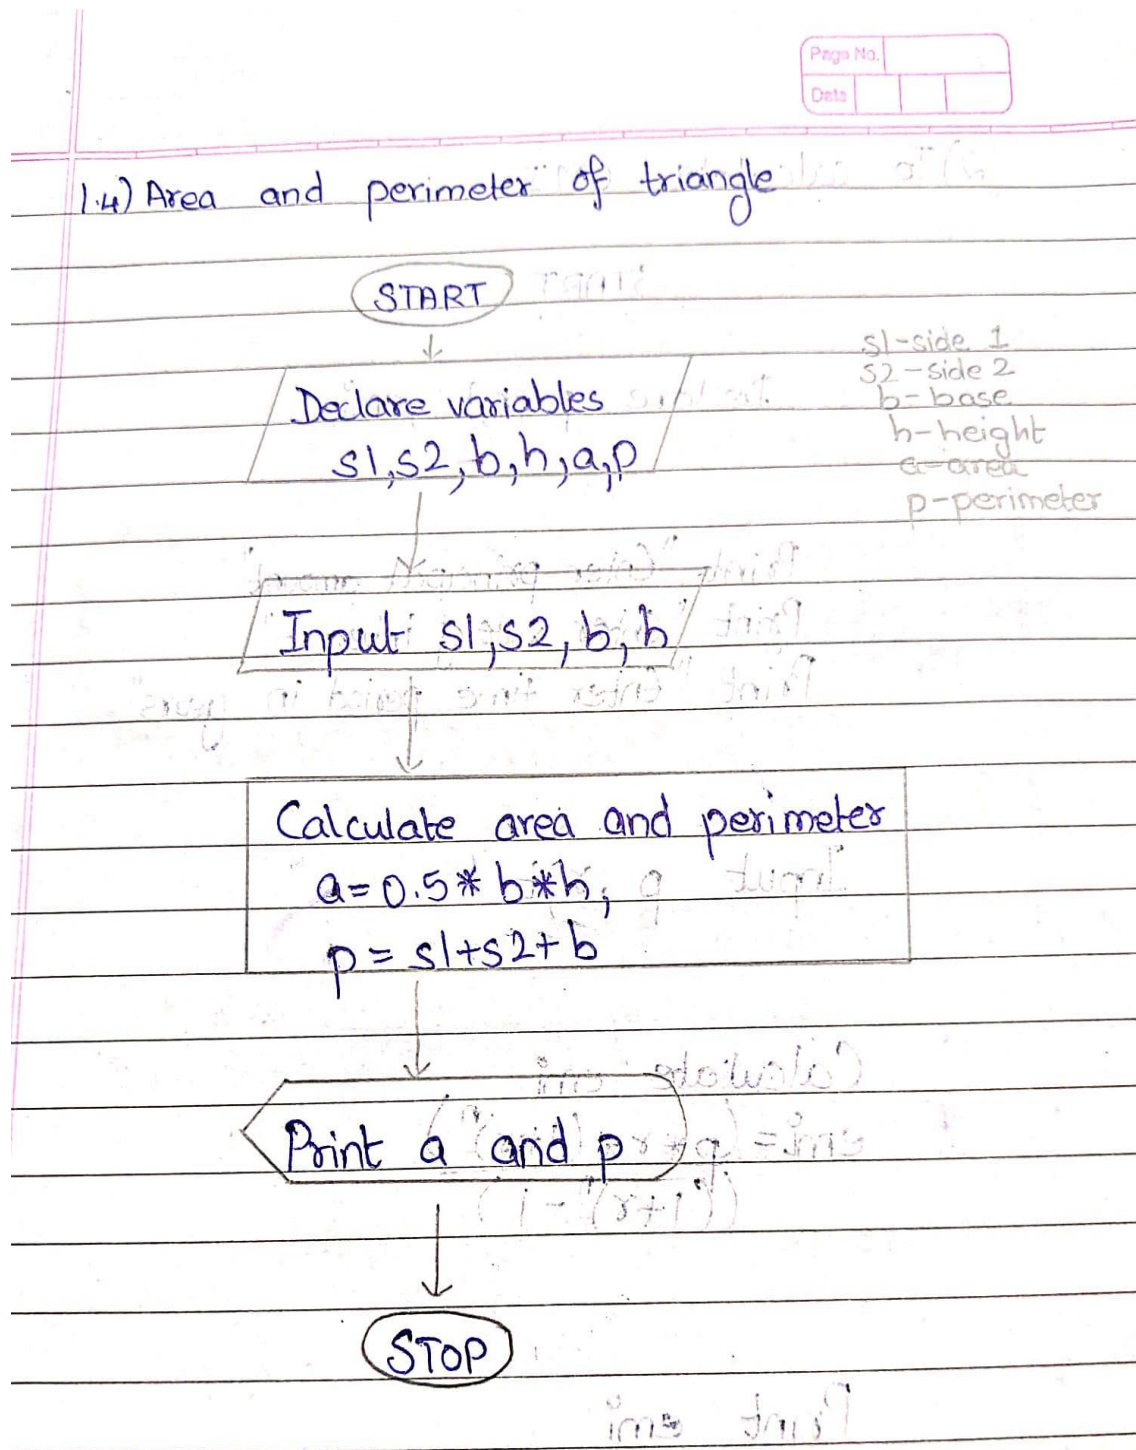 Page No.
Date
1.4) Area and perimeter of triangle
START
s1-side 1
s2-side 2
b-base
h-height
a-area
p-perimeter
Declare variables
s1,s2,b,h,a,p
Input s1,s2,b,h
Calculate area and perimeter
a=0.5*b*h;
p=s1+s2+b
Print a and p
STOP